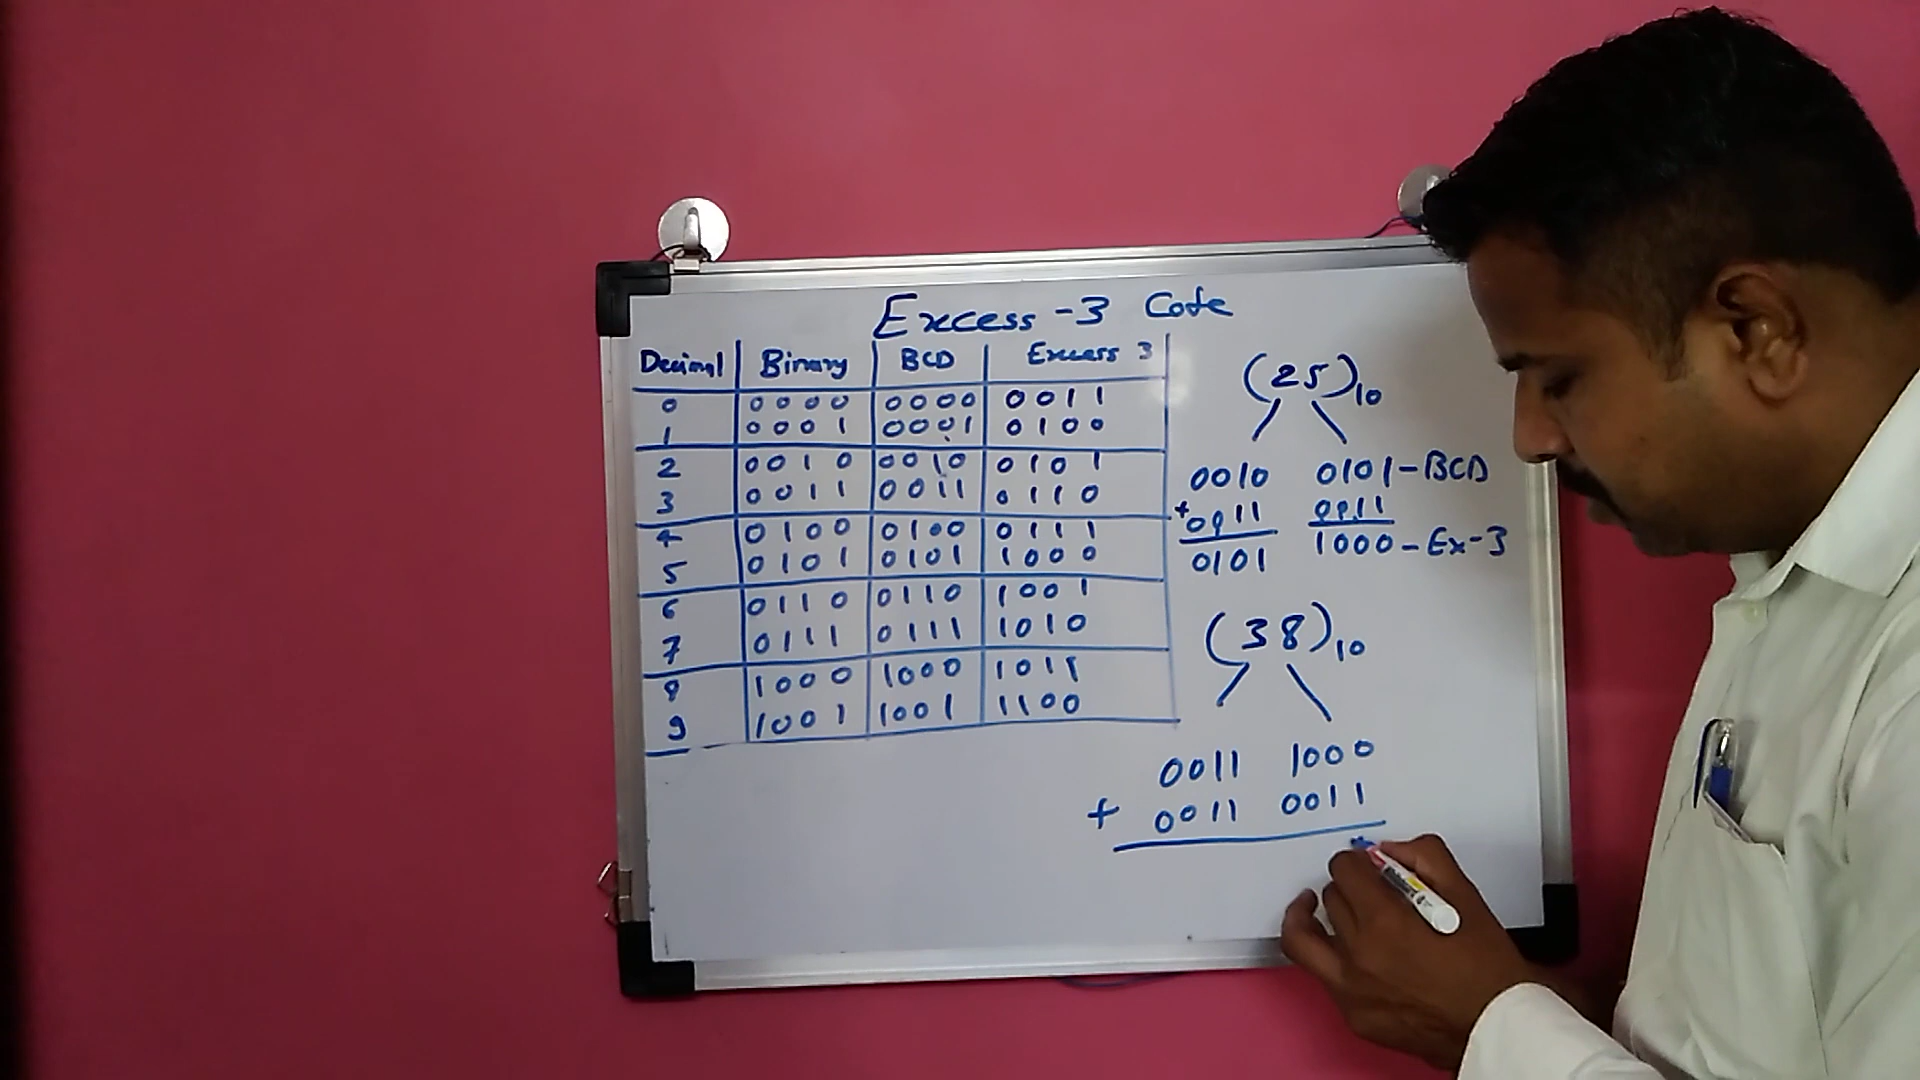 Excess-3 Code
Decimal Binary BCD Excess 3
0 0000 0000 0011
1 0001 0001 0100
2 0010 0010 0101
3 0011 0011 0110
4 0100 0100 0111
5 0101 0101 1000
6 0110 0110 1001
7 0111 0111 1010
8 1000 1000 1011
9 1001 1001 1100
(25)10
0010 0101-BCD
+0011 0011
0101 1000-Ex-3
(38)10
0011 1000
+ 0011 0011